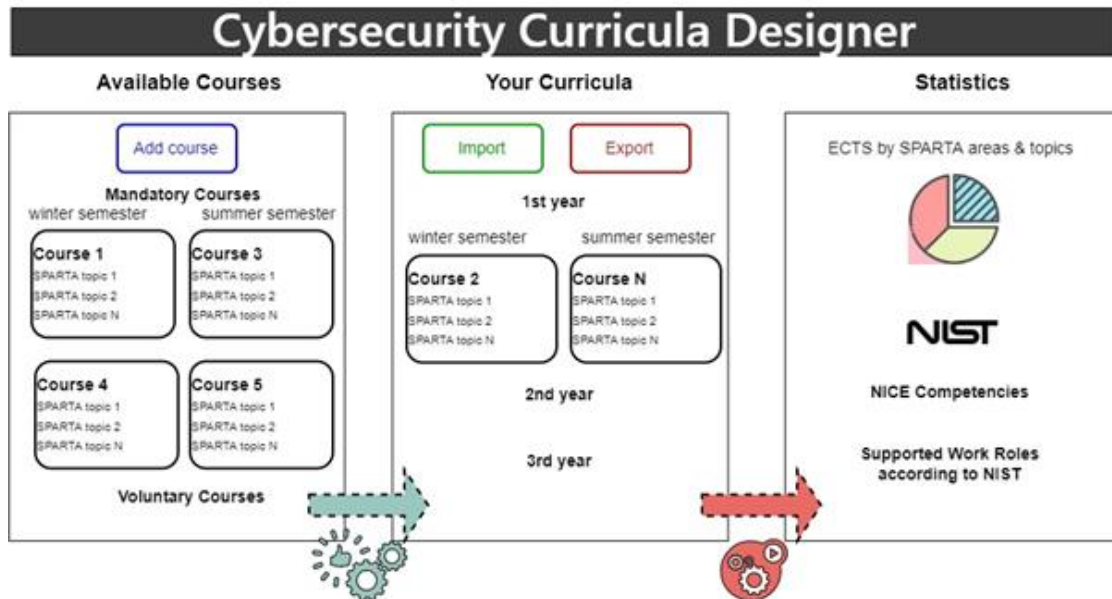 Cybersecurity Curricula Designer
Available Courses
Add course
Mandatory Courses
winter semester
summer semester
Course 1
SPARTA topic 1
SPARTA topic 2
SPARTA topic N
Course 3
SPARTA topic 1
SPARTA topic 2
SPARTA topic N
Course 4
SPARTA topic 1
SPARTA topic 2
SPARTA topic N
Course 5
SPARTA topic 1
SPARTA topic 2
SPARTA topic N
Voluntary Courses
Your Curricula
Import
Export
1st year
winter semester
summer semester
Course 2
SPARTA topic 1
SPARTA topic 2
SPARTA topic N
Course N
SPARTA topic 1
SPARTA topic 2
SPARTA topic N
2nd year
3rd year
Statistics
ECTS by SPARTA areas & topics
NIST
NICE Competencies
Supported Work Roles
according to NIST